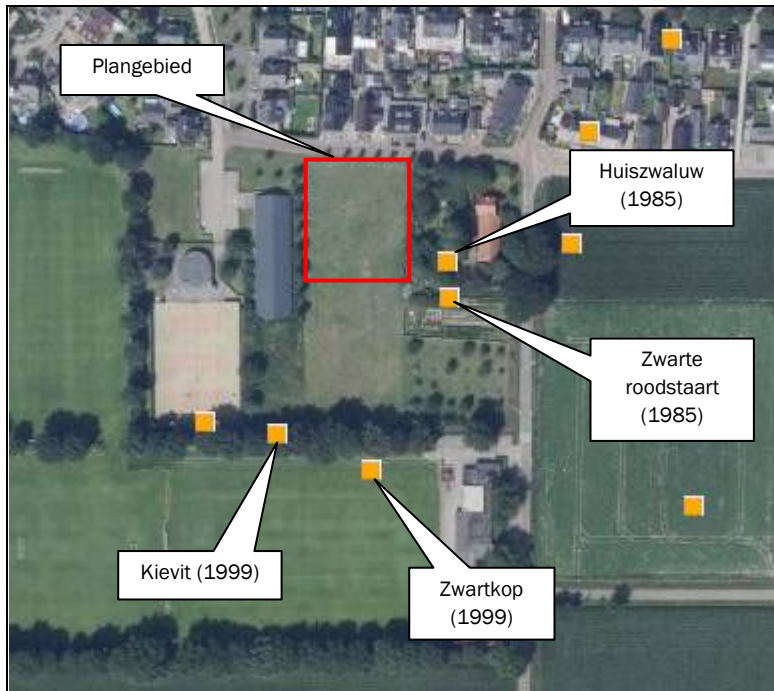 Plangebied
Huiszwaluw
(1985)
Zwarte
roodstaart
(1985)
Kievit (1999)
Zwartkop
(1999)